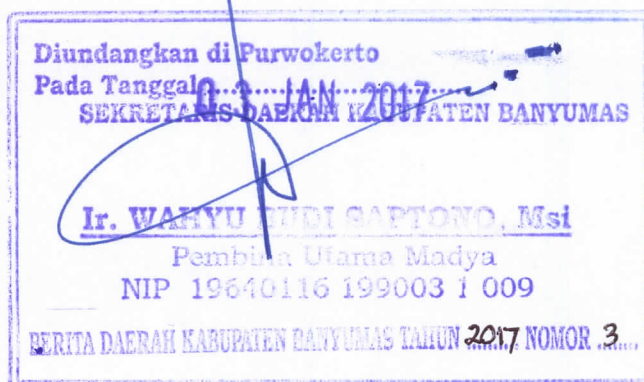 Diundangkan di Purwokerto
Pada Tanggal 03 JAN 2017
SEKRETARIS DAERAH KABUPATEN BANYUMAS
Ir. WAHYU BUDI SAPTONO, Msi
Pembina Utama Madya
NIP 19640116 199003 1 009
BERITA DAERAH KABUPATEN BANYUMAS TAHUN 2017 NOMOR 3